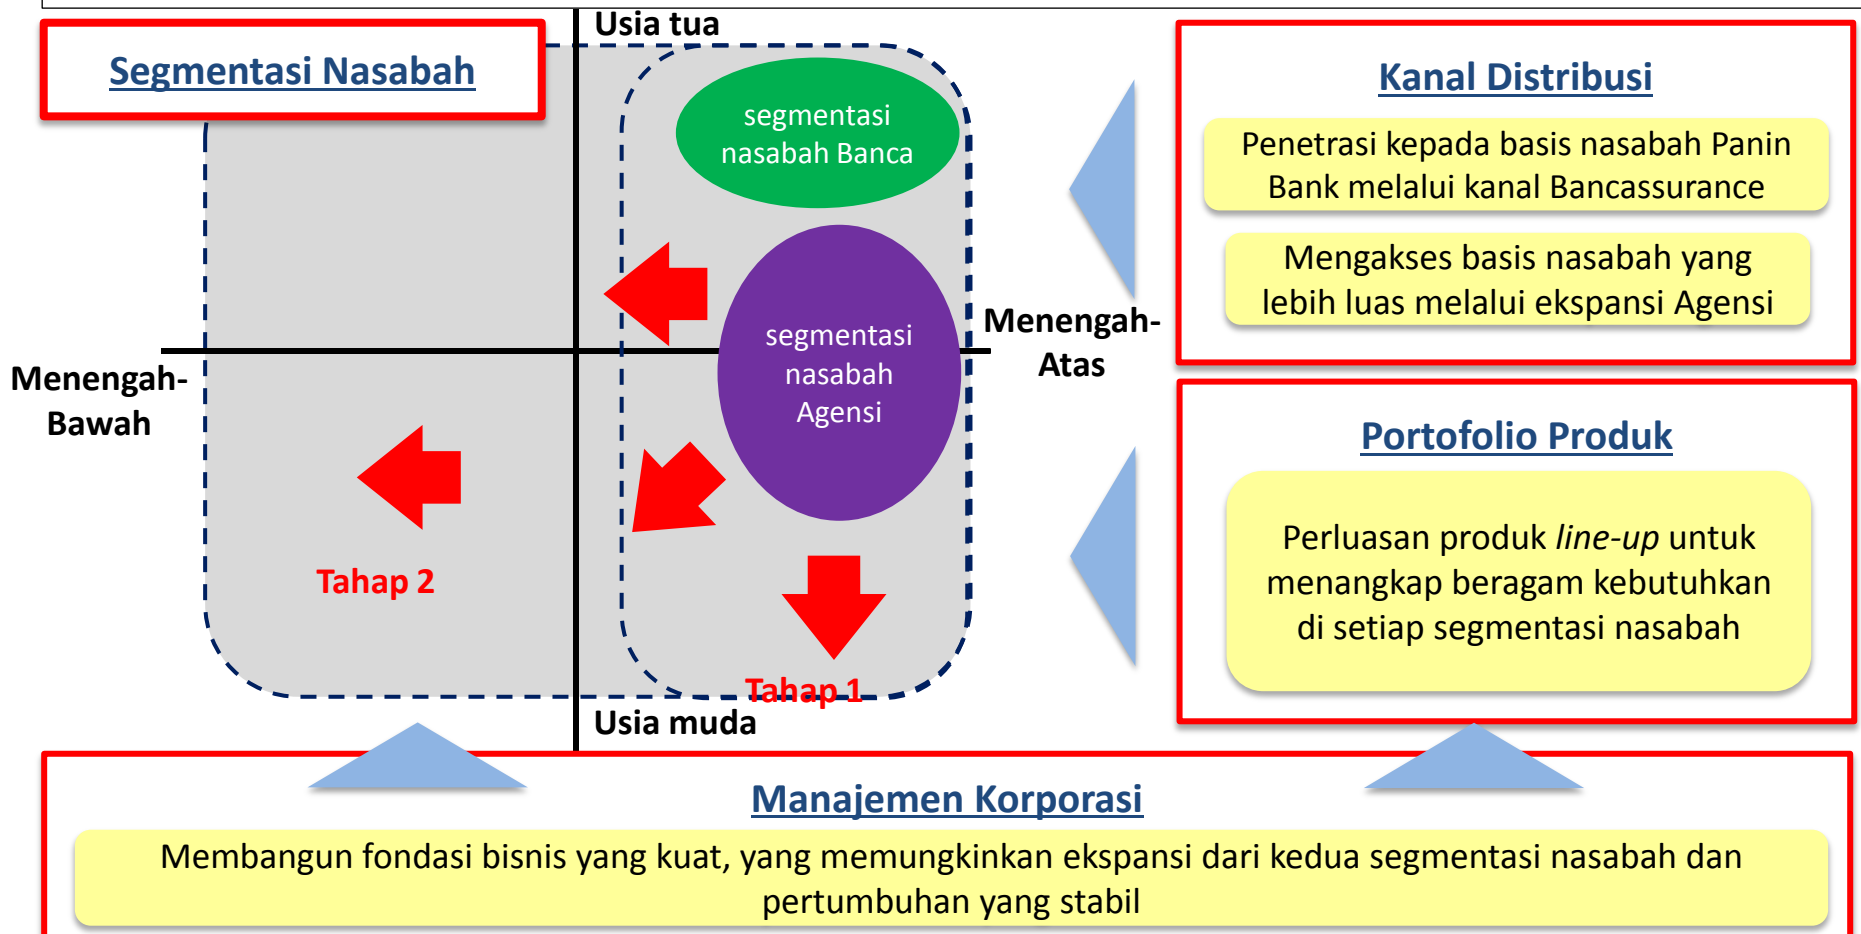 Usia tua
Segmentasi Nasabah
segmentasi
nasabah Banca
segmentasi
nasabah
Agensi
Menengah-
Atas
Menengah-
Bawah
Tahap 2
Tahap 1
Usia muda
Kanal Distribusi
Penetrasi kepada basis nasabah Panin
Bank melalui kanal Bancassurance
Mengakses basis nasabah yang
lebih luas melalui ekspansi Agensi
Portofolio Produk
Perluasan produk line-up untuk
menangkap beragam kebutuhkan
di setiap segmentasi nasabah
Manajemen Korporasi
Membangun fondasi bisnis yang kuat, yang memungkinkan ekspansi dari kedua segmentasi nasabah dan
pertumbuhan yang stabil